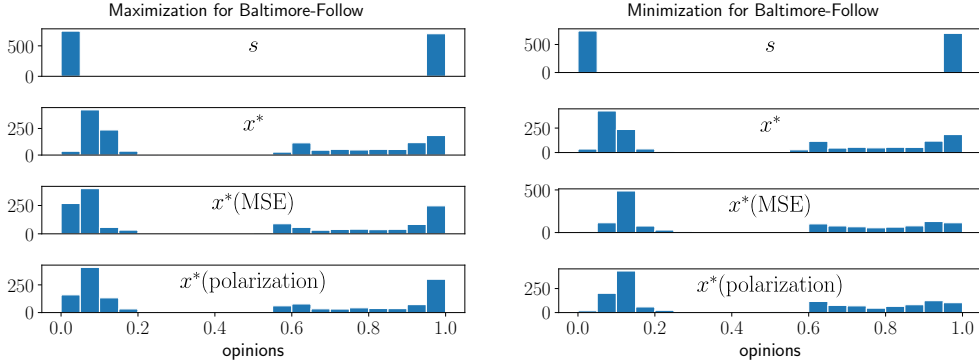 Maximization for Baltimore-Follow
500
0
s
250
0
x*
250
0
x*(MSE)
250
0
x*(polarization)
0.0 0.2 0.4 0.6 0.8 1.0
opinions
Minimization for Baltimore-Follow
500
0
s
250
0
x*
500
0
x*(MSE)
250
0
x*(polarization)
0.0 0.2 0.4 0.6 0.8 1.0
opinions